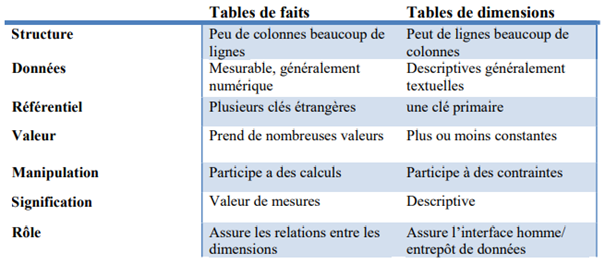 Tables de faits Tables de dimensions
Structure Peu de colonnes beaucoup de Peut de lignes beaucoup de
lignes colonnes
Données Mesurable, généralement Descriptives généralement
numérique textuelles
Référentiel Plusieurs clés étrangères une clé primaire
Valeur Prend de nombreuses valeurs Plus ou moins constantes
Manipulation Participe a des calculs Participe à des contraintes
Signification Valeur de mesures Descriptive
Rôle Assure les relations entre les Assure l'interface homme/
dimensions entrepôt de données